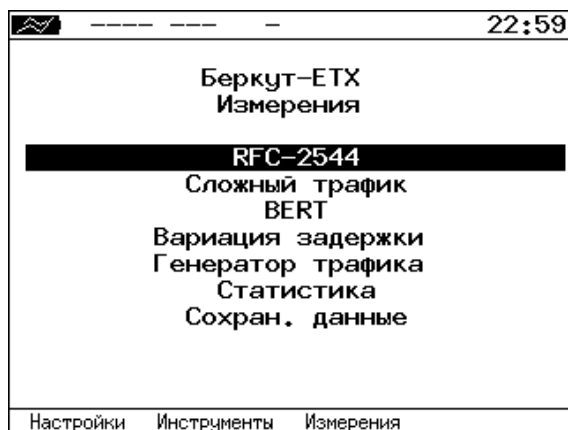 ---- --- - 22:59
Беркут-ETX
Измерения
RFC-2544
Сложный трафик
BERT
Вариация задержки
Генератор трафика
Статистика
Сохран. данные
Настройки Инструменты Измерения